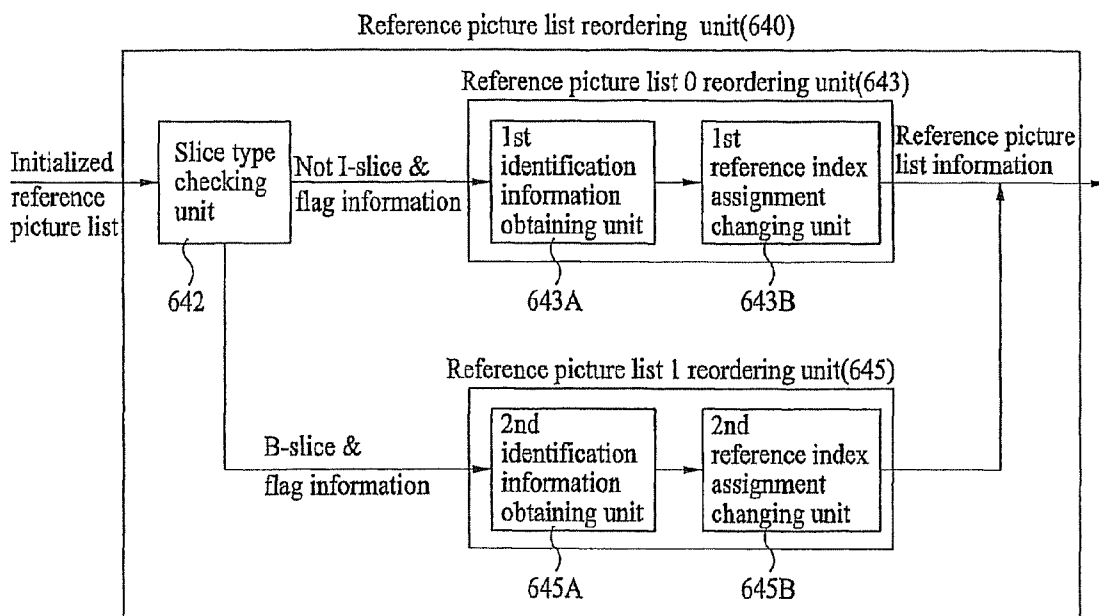 Reference picture list reordering unit(640)
Reference picture list 0 reordering unit(643)
Initialized
reference
picture list
Slice type
checking
unit
642
Not I-slice &
flag information
1st
identification
information
obtaining unit
643A
1st
reference index
assignment
changing unit
643B
Reference picture
list information
Reference picture list 1 reordering unit(645)
B-slice &
flag information
2nd
identification
information
obtaining unit
645A
2nd
reference index
assignment
changing unit
645B